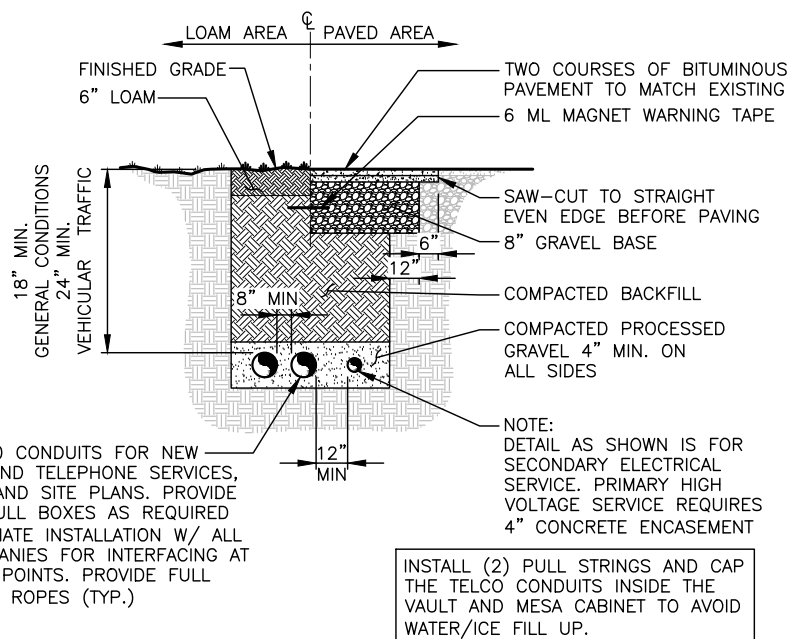 ℄
LOAM AREA
PAVED AREA
FINISHED GRADE
6” LOAM
TWO COURSES OF BITUMINOUS
PAVEMENT TO MATCH EXISTING
6 ML MAGNET WARNING TAPE
SAW-CUT TO STRAIGHT
EVEN EDGE BEFORE PAVING
8” GRAVEL BASE
6”
12”
18” MIN.
GENERAL CONDITIONS
24” MIN.
VEHICULAR TRAFFIC
8” MIN
COMPACTED BACKFILL
COMPACTED PROCESSED
GRAVEL 4” MIN. ON
ALL SIDES
12”
MIN
NOTE:
DETAIL AS SHOWN IS FOR
SECONDARY ELECTRICAL
SERVICE. PRIMARY HIGH
VOLTAGE SERVICE REQUIRES
4” CONCRETE ENCASEMENT
CONDUITS FOR NEW
ND TELEPHONE SERVICES,
AND SITE PLANS. PROVIDE
ULL BOXES AS REQUIRED
NATE INSTALLATION W/ ALL
ANIES FOR INTERFACING AT
POINTS. PROVIDE FULL
ROPES (TYP.)
INSTALL (2) PULL STRINGS AND CAP
THE TELCO CONDUITS INSIDE THE
VAULT AND MESA CABINET TO AVOID
WATER/ICE FILL UP.